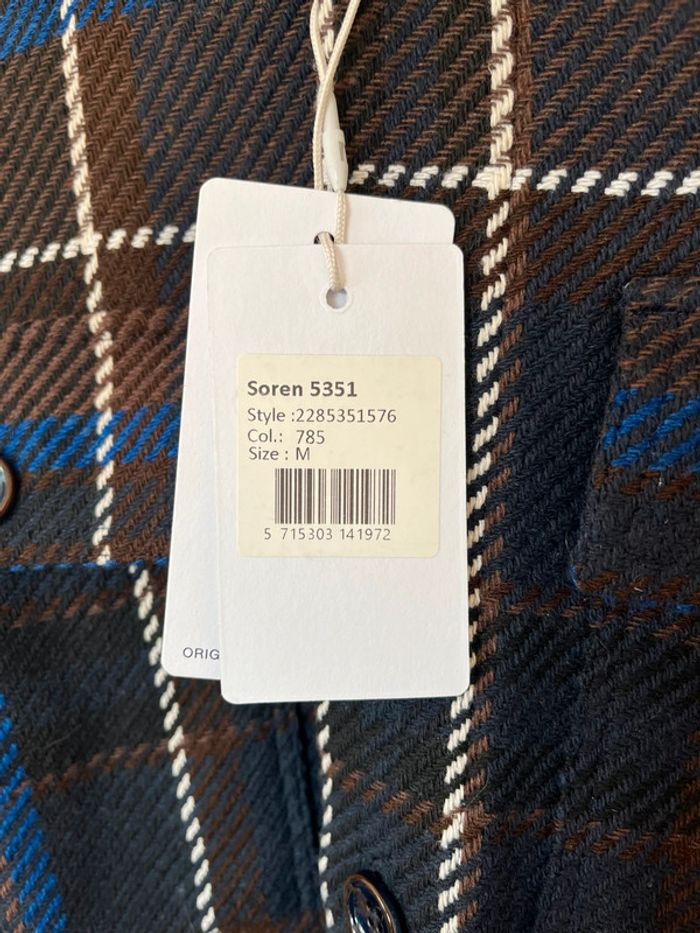 Soren 5351
Style :2285351576
Col.: 785
Size : M
5 715303 141972
ORIG